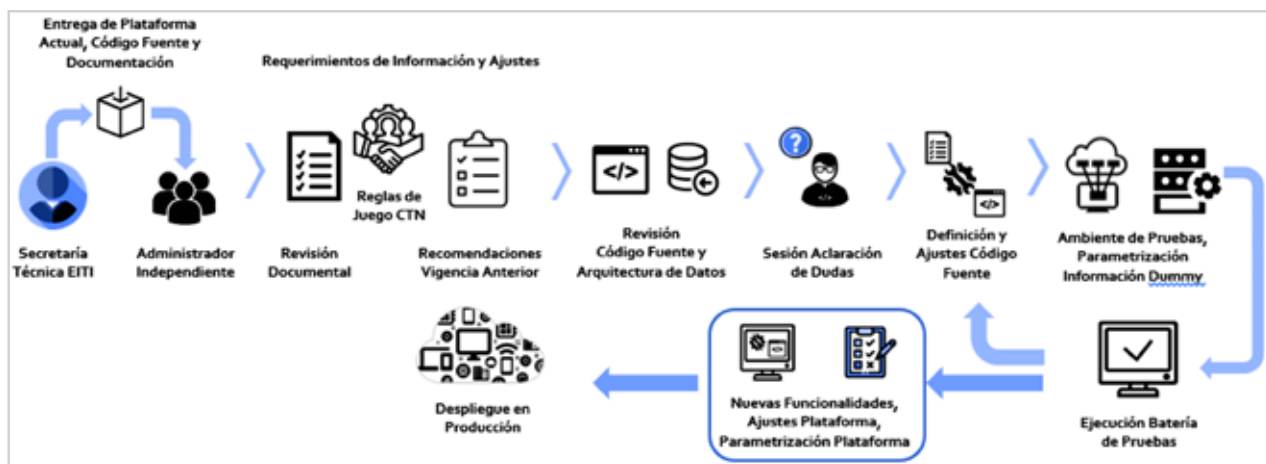 Entrega de Plataforma
Actual, Código Fuente y
Documentación
Requerimientos de Información y Ajustes
Reglas de
Juego CTN
Secretaría
Técnica EITI
Administrador
Independiente
Revisión
Documental
Recomendaciones
Vigencia Anterior
Revisión
Código Fuente y
Arquitectura de Datos
Sesión Aclaración
de Dudas
Definición y
Ajustes Código
Fuente
Ambiente de Pruebas,
Parametrización
Información Dummy
Despliegue en
Producción
Nuevas Funcionalidades,
Ajustes Plataforma,
Parametrización Plataforma
Ejecución Batería
de Pruebas